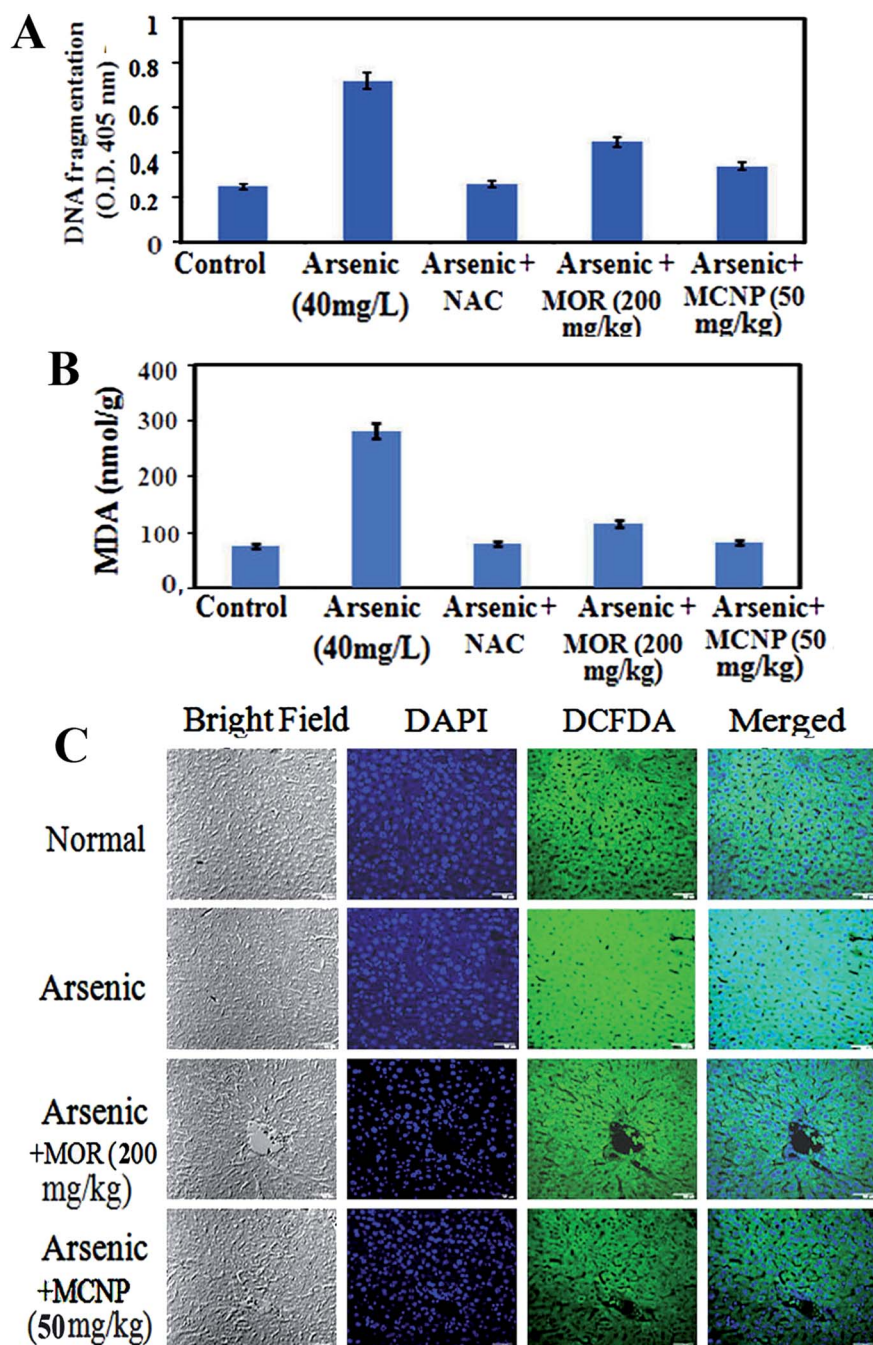 A
DNA fragmentation
(O.D. 405 nm) -
1
0.8
0.6
0.4
0.2
0
Control
Arsenic
(40mg/L)
Arsenic+
NAC
Arsenic +
MOR (200
mg/kg)
Arsenic+
MCNP (50
mg/kg)
B
MDA (nmol/g)
400
300
200
100
0,
Control
Arsenic
(40mg/L)
Arsenic+
NAC
Arsenic +
MOR (200
mg/kg)
Arsenic+
MCNP (50
mg/kg)
C
Bright Field DAPI DCFDA Merged
Normal
Arsenic
Arsenic
+MOR (200
mg/kg)
Arsenic
+MCNP
(50mg/kg)